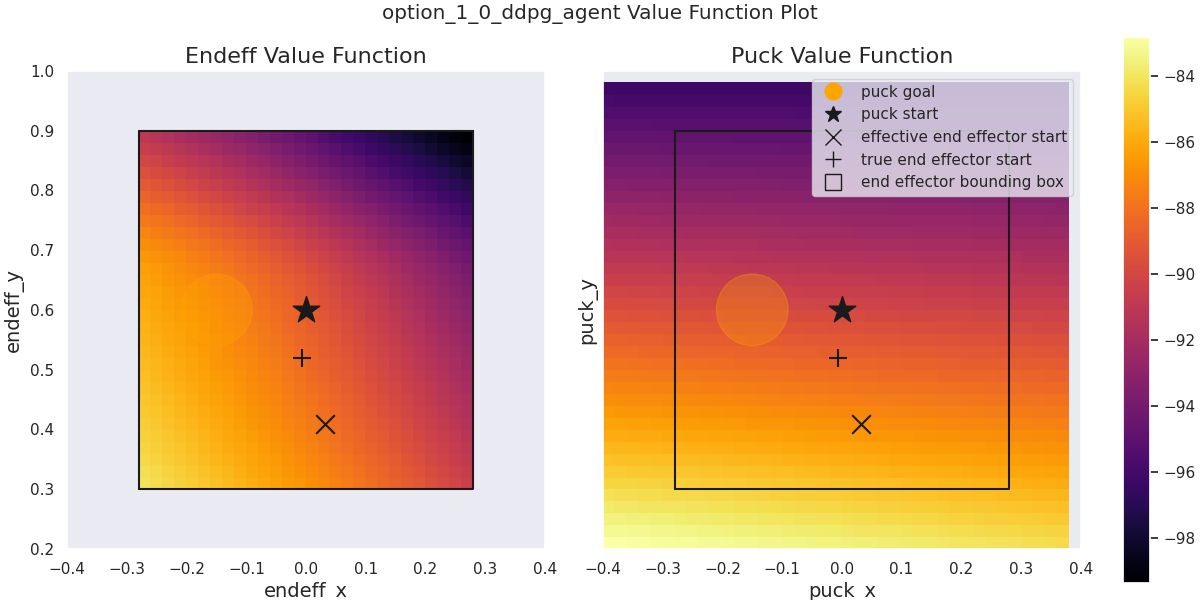 option_1_0_ddpg_agent Value Function Plot
Endeff Value Function
endeff_y
1.0
0.9
0.8
0.7
0.6
0.5
0.4
0.3
0.2
−0.4 −0.3 −0.2 −0.1 0.0 0.1 0.2 0.3 0.4
endeff_x
Puck Value Function
puck_y
puck goal
puck start
effective end effector start
true end effector start
end effector bounding box
−0.4 −0.3 −0.2 −0.1 0.0 0.1 0.2 0.3 0.4
puck_x
−84
−86
−88
−90
−92
−94
−96
−98